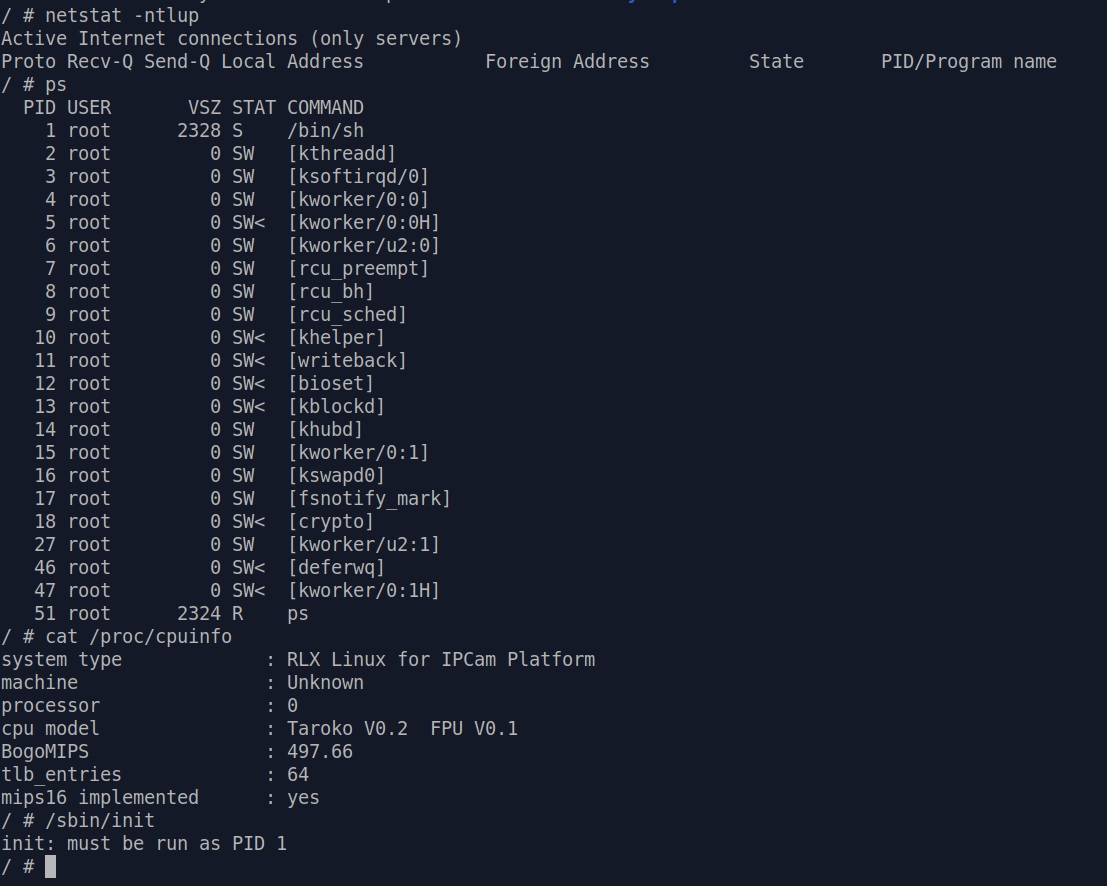 / # netstat -ntlup
Active Internet connections (only servers)
Proto Recv-Q Send-Q Local Address           Foreign Address         State       PID/Program name
/ # ps
  PID USER       VSZ STAT COMMAND
    1 root      2328 S    /bin/sh
    2 root         0 SW   [kthreadd]
    3 root         0 SW   [ksoftirqd/0]
    4 root         0 SW   [kworker/0:0]
    5 root         0 SW<  [kworker/0:0H]
    6 root         0 SW   [kworker/u2:0]
    7 root         0 SW   [rcu_preempt]
    8 root         0 SW   [rcu_bh]
    9 root         0 SW   [rcu_sched]
   10 root         0 SW<  [khelper]
   11 root         0 SW<  [writeback]
   12 root         0 SW<  [bioset]
   13 root         0 SW<  [kblockd]
   14 root         0 SW   [khubd]
   15 root         0 SW   [kworker/0:1]
   16 root         0 SW   [kswapd0]
   17 root         0 SW   [fsnotify_mark]
   18 root         0 SW<  [crypto]
   27 root         0 SW   [kworker/u2:1]
   46 root         0 SW<  [deferwq]
   47 root         0 SW<  [kworker/0:1H]
   51 root      2324 R    ps
/ # cat /proc/cpuinfo
system type             : RLX Linux for IPCam Platform
machine                 : Unknown
processor               : 0
cpu model               : Taroko V0.2  FPU V0.1
BogoMIPS                : 497.66
tlb_entries             : 64
mips16 implemented      : yes
/ # /sbin/init
init: must be run as PID 1
/ #